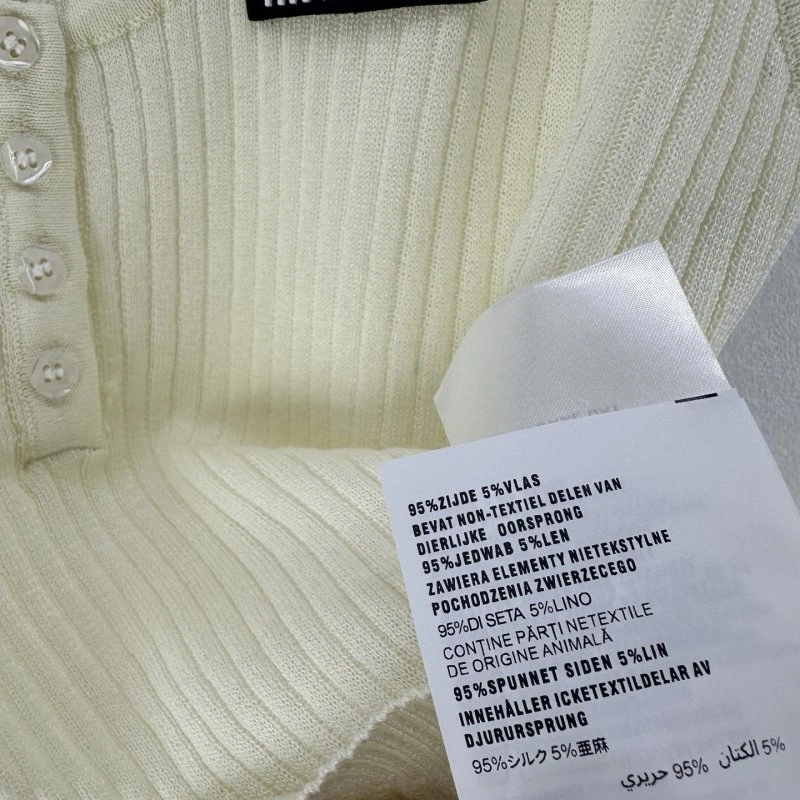 95%ZIJDE 5%VLAS
BEVAT NON-TEXTIEL DELEN VAN
DIERLIJKE OORSPRONG
95%JEDWAB 5%LEN
ZAWIERA ELEMENTY NIETEKSTYLNE
POCHODZENIA ZWIERZECEGO
95%DI SETA 5%LINO
CONȚINE PĂRȚI NETEXTILE
DE ORIGINE ANIMALĂ
95%SPUNNET SIDEN 5%LIN
INNEHÅLLER ICKETEXTILDELAR AV
DJURURSPRUNG
95%シルク 5%亜麻
5% الكتان 95% حريري